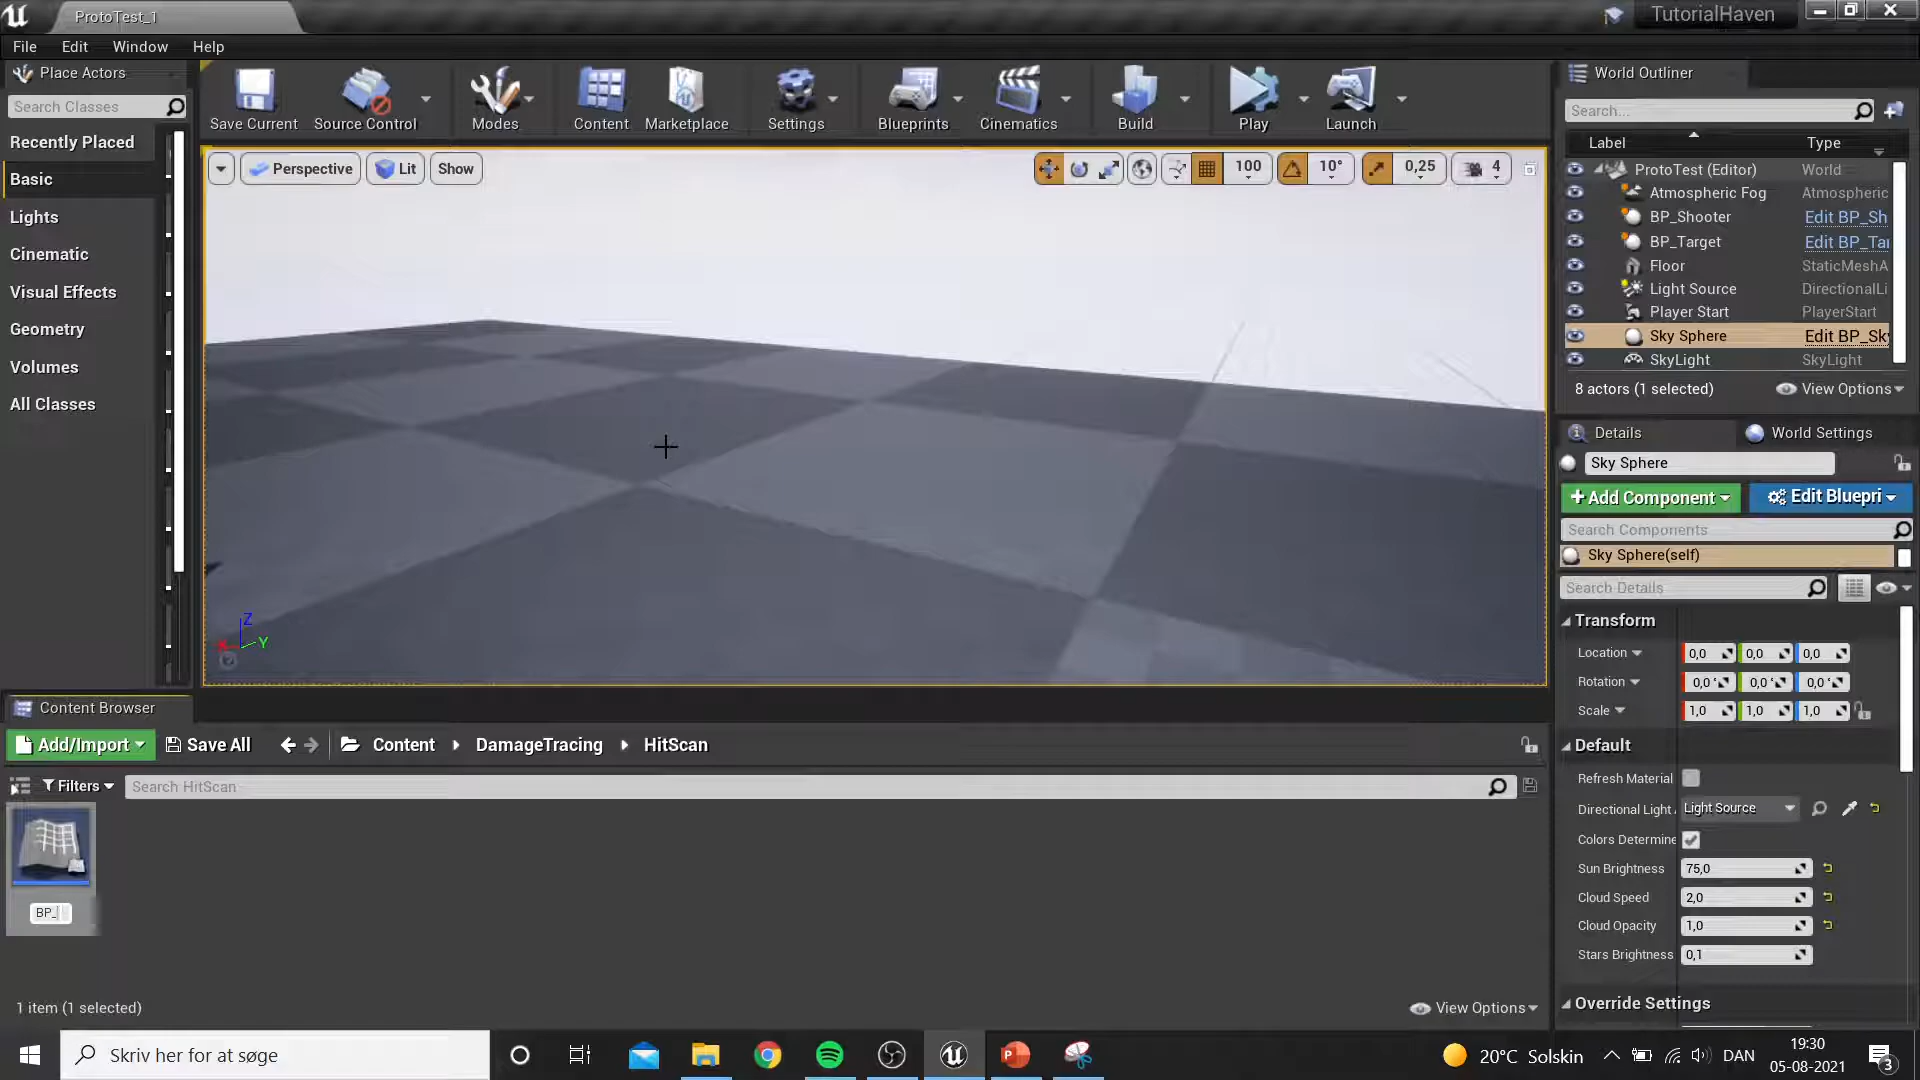 ProtoTest_1
TutorialHaven
File Edit Window Help
Place Actors
Search Classes
Recently Placed
Basic
Lights
Cinematic
Visual Effects
Geometry
Volumes
All Classes
Save Current
Source Control
Modes
Content
Marketplace
Settings
Blueprints
Cinematics
Build
Play
Launch
Perspective
Lit
Show
100
10°
0,25
4
Z
X
Y
World Outliner
Search...
Label Type
ProtoTest (Editor) World
Atmospheric Fog Atmospheric
BP_Shooter Edit BP_Sh
BP_Target Edit BP_Tar
Floor StaticMeshA
Light Source DirectionalLi
Player Start PlayerStart
Sky Sphere Edit BP_Sky
SkyLight SkyLight
8 actors (1 selected) View Options
Details World Settings
Sky Sphere
+Add Component Edit Bluepri
Search Components
Sky Sphere(self)
Search Details
Transform
Location 0,0 0,0 0,0
Rotation 0,0 ° 0,0 ° 0,0 °
Scale 1,0 1,0 1,0
Default
Refresh Material
Directional Light Light Source
Colors Determine
Sun Brightness 75,0
Cloud Speed 2,0
Cloud Opacity 1,0
Stars Brightness 0,1
Override Settings
Content Browser
Add/Import Save All Content DamageTracing HitScan
Filters Search HitScan
BP_
1 item (1 selected) View Options
Skriv her for at søge
20°C Solskin DAN
19:30
05-08-2021
3